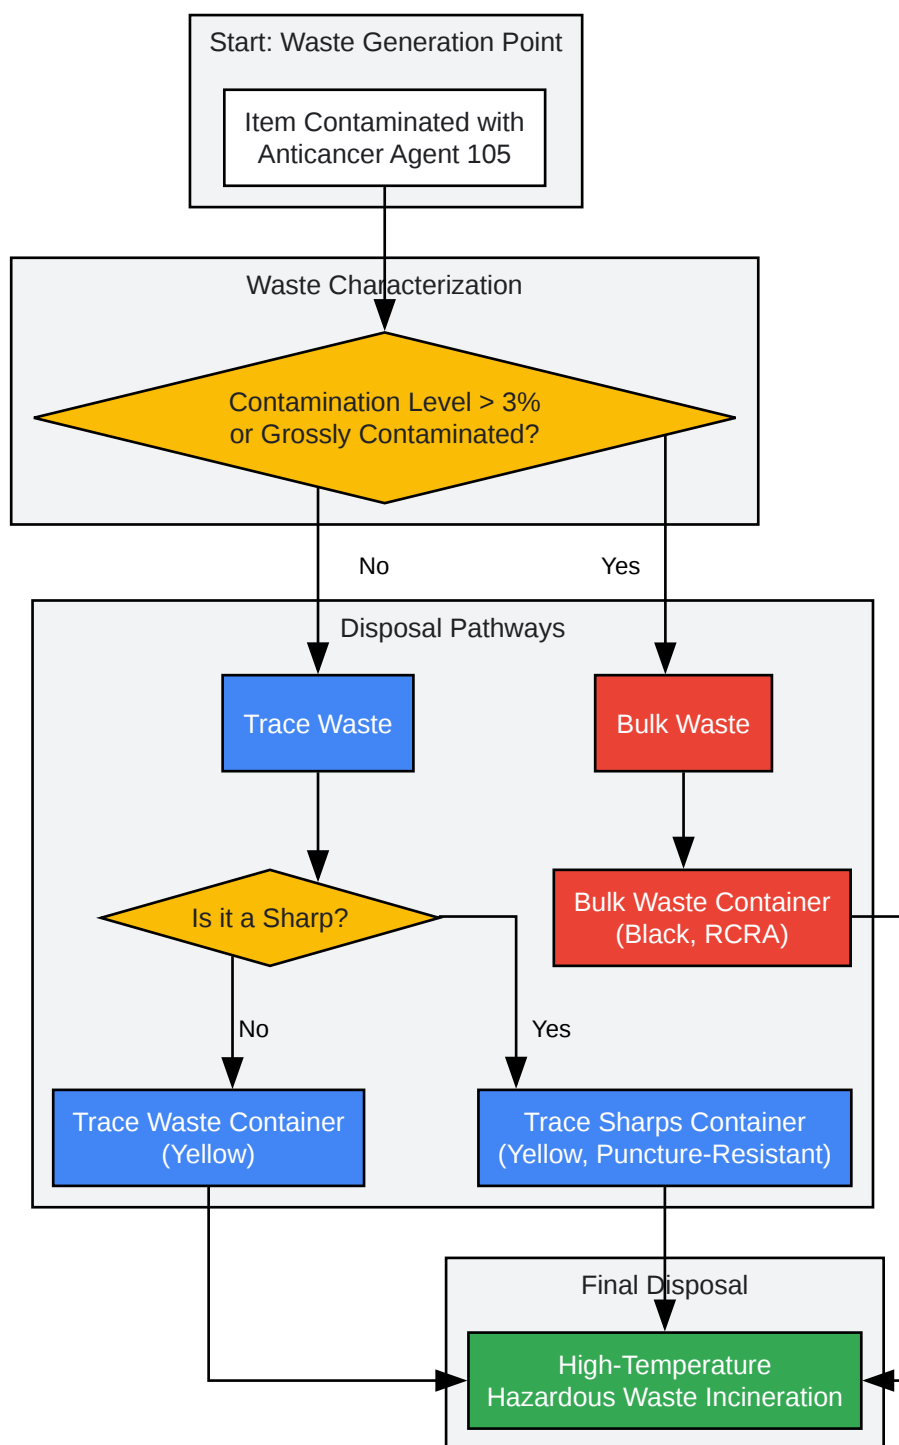 Start: Waste Generation Point
Item Contaminated with
Anticancer Agent 105
Waste Characterization
Contamination Level > 3%
or Grossly Contaminated?
No
Yes
Disposal Pathways
Trace Waste
Bulk Waste
Is it a Sharp?
Bulk Waste Container
(Black, RCRA)
No
Yes
Trace Waste Container
(Yellow)
Trace Sharps Container
(Yellow, Puncture-Resistant)
Final Disposal
High-Temperature
Hazardous Waste Incineration